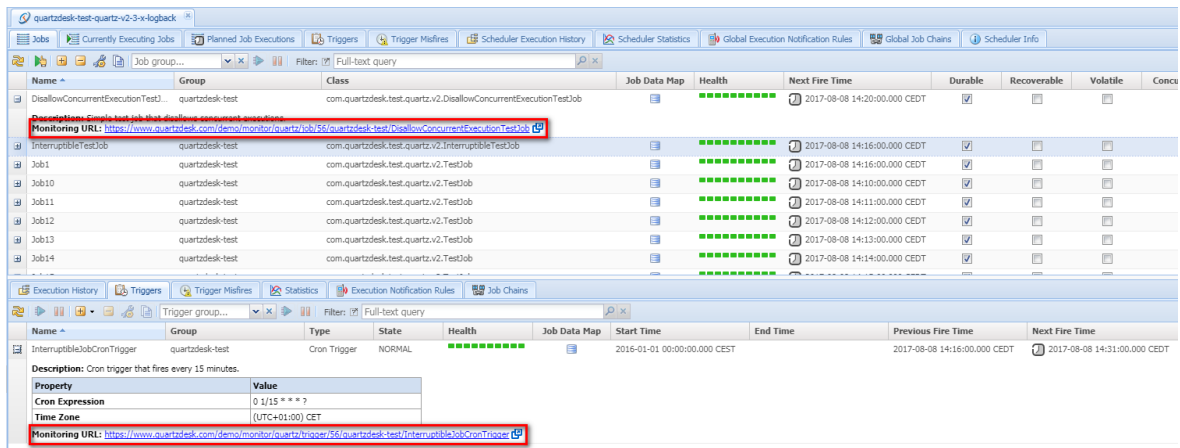 quartzdesk-test-quartz-v2-3-x-logback
Jobs Currently Executing Jobs Planned Job Executions Triggers Trigger Misfires Scheduler Execution History Scheduler Statistics Global Execution Notification Rules Global Job Chains Scheduler Info
Job group... Filter: Full-text query
Name Group Class Job Data Map Health Next Fire Time Durable Recoverable Volatile Concu
DisallowConcurrentExecutionTestJ... quartzdesk-test com.quartzdesk.test.quartz.v2.DisallowConcurrentExecutionTestJob 2017-08-08 14:20:00.000 CEDT
Description: Simple test job that disallows concurrent executions.
Monitoring URL: https://www.quartzdesk.com/demo/monitor/quartz/job/56/quartzdesk-test/DisallowConcurrentExecutionTestJob
InterruptibleTestJob quartzdesk-test com.quartzdesk.test.quartz.v2.InterruptibleTestJob 2017-08-08 14:16:00.000 CEDT
Job1 quartzdesk-test com.quartzdesk.test.quartz.v2.TestJob 2017-08-08 14:16:00.000 CEDT
Job10 quartzdesk-test com.quartzdesk.test.quartz.v2.TestJob 2017-08-08 14:10:00.000 CEDT
Job11 quartzdesk-test com.quartzdesk.test.quartz.v2.TestJob 2017-08-08 14:11:00.000 CEDT
Job12 quartzdesk-test com.quartzdesk.test.quartz.v2.TestJob 2017-08-08 14:12:00.000 CEDT
Job13 quartzdesk-test com.quartzdesk.test.quartz.v2.TestJob 2017-08-08 14:13:00.000 CEDT
Job14 quartzdesk-test com.quartzdesk.test.quartz.v2.TestJob 2017-08-08 14:14:00.000 CEDT
Execution History Triggers Trigger Misfires Statistics Execution Notification Rules Job Chains
Trigger group... Filter: Full-text query
Name Group Type State Health Job Data Map Start Time End Time Previous Fire Time Next Fire Time
InterruptibleJobCronTrigger quartzdesk-test Cron Trigger NORMAL 2016-01-01 00:00:00.000 CEST 2017-08-08 14:16:00.000 CEDT 2017-08-08 14:31:00.000 CEDT
Description: Cron trigger that fires every 15 minutes.
Property Value
Cron Expression 0 1/15 * * * ?
Time Zone (UTC+01:00) CET
Monitoring URL: https://www.quartzdesk.com/demo/monitor/quartz/trigger/56/quartzdesk-test/InterruptibleJobCronTrigger